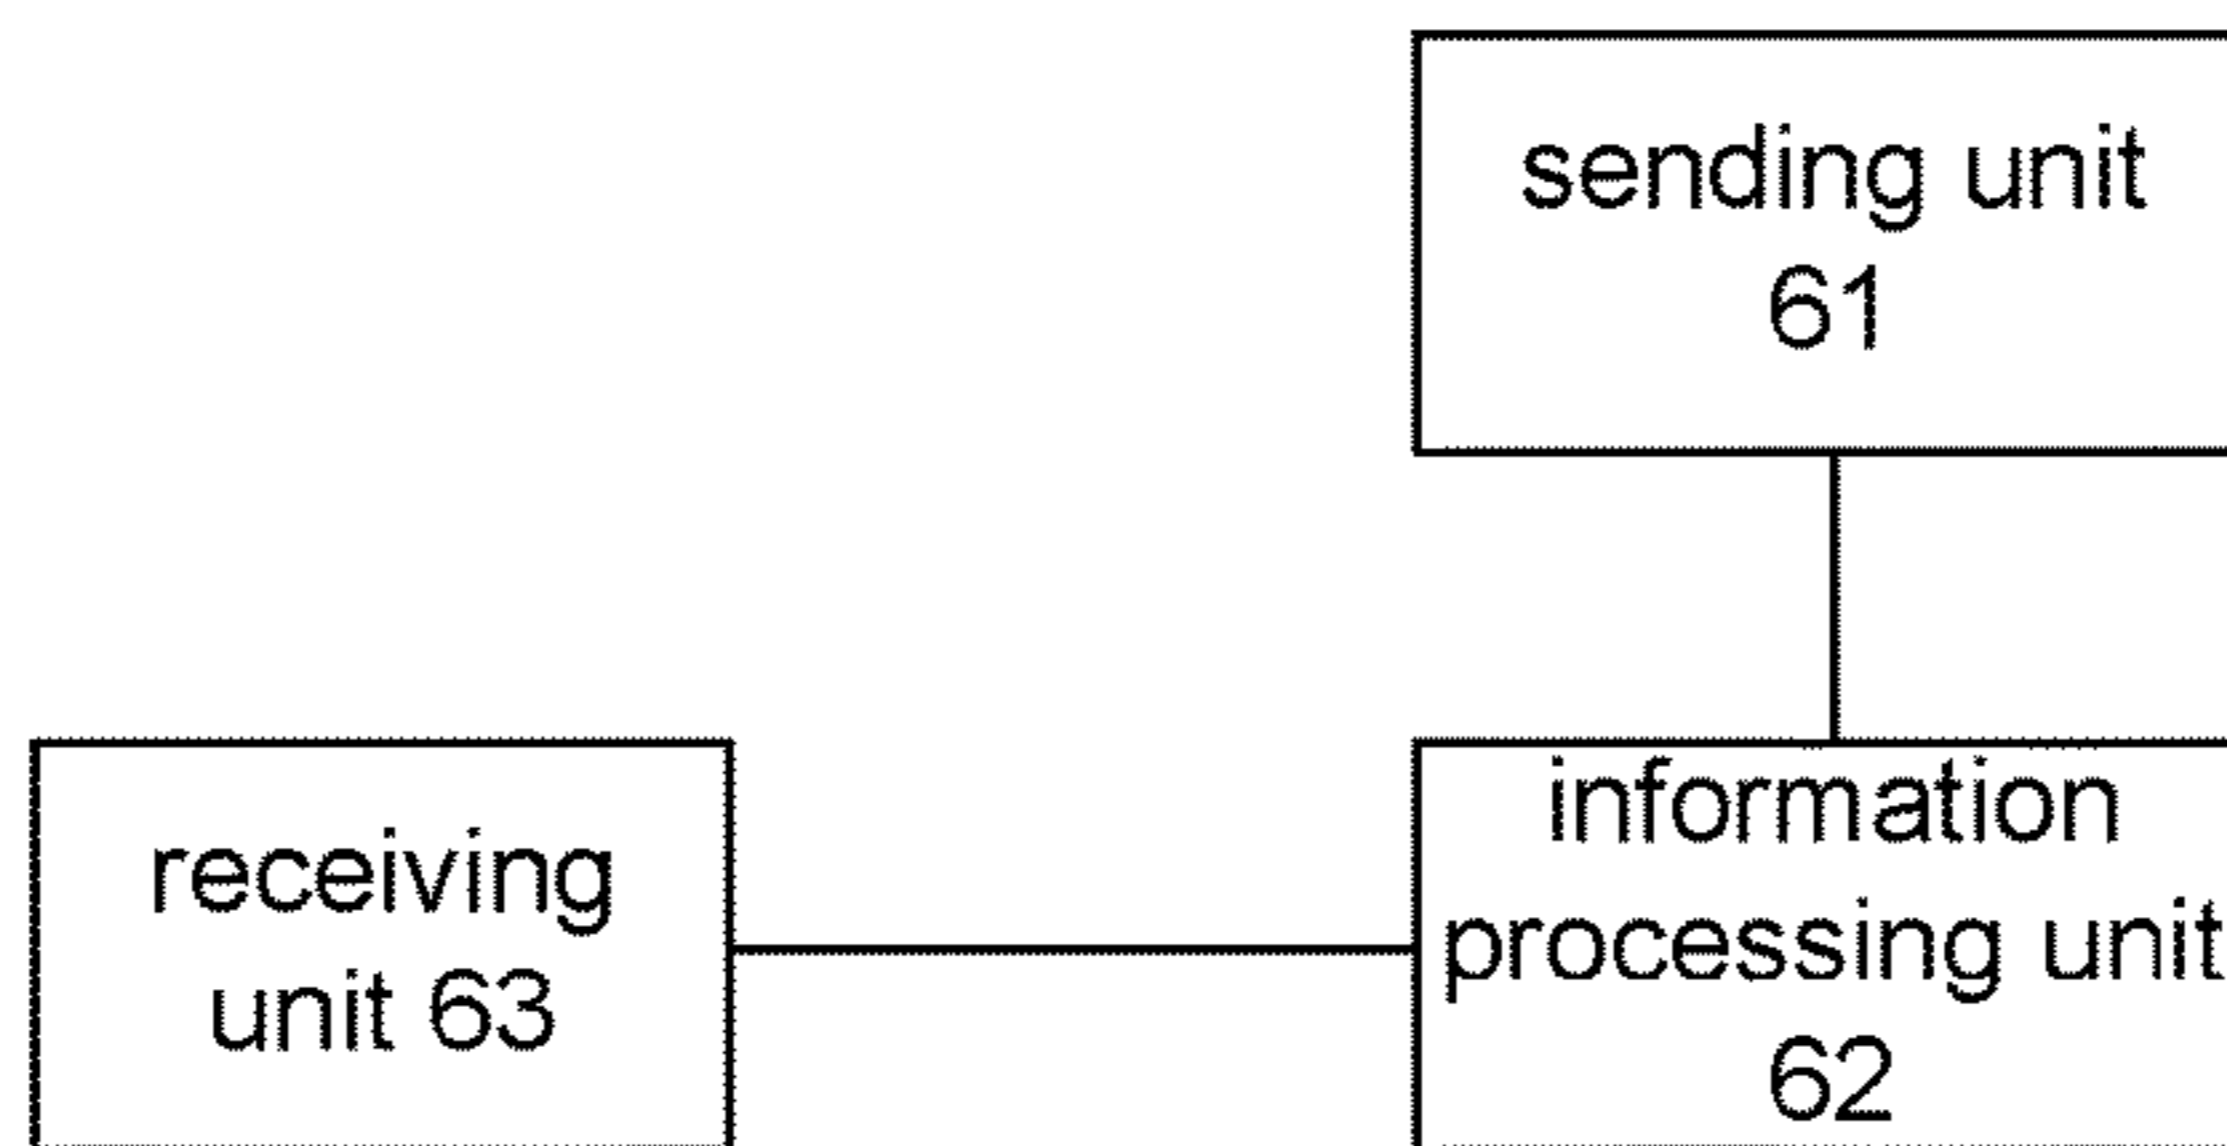 sending unit
61
receiving
unit 63
information
processing unit
62